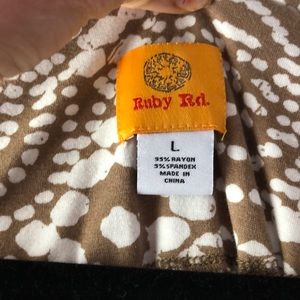 Ruby Rd.
L
95% RAYON
5% SPANDEX
MADE IN
CHINA